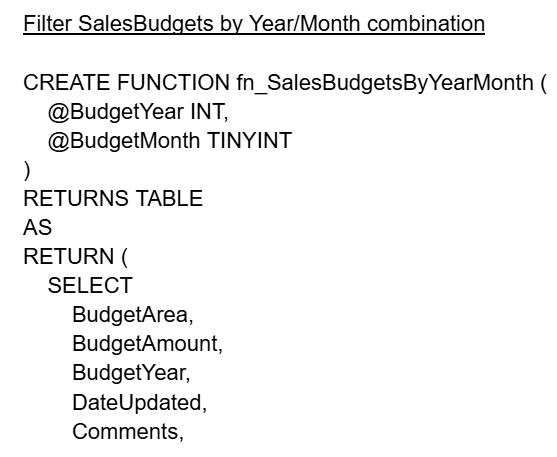 Filter SalesBudgets by Year/Month combination
CREATE FUNCTION fn_SalesBudgetsByYearMonth (
@BudgetYear INT,
@BudgetMonth TINYINT
)
RETURNS TABLE
AS
RETURN (
SELECT
BudgetArea,
BudgetAmount,
BudgetYear,
DateUpdated,
Comments,